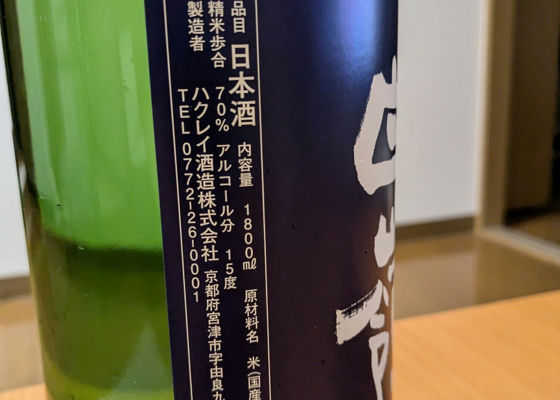 品目 日本酒 内容量 1800㎖ 原材料名 米(国産
精米歩合 70% アルコール分 15度
製造者 ハクレイ酒造株式会社 京都府宮津市字由良九
TEL 0772-26-0001